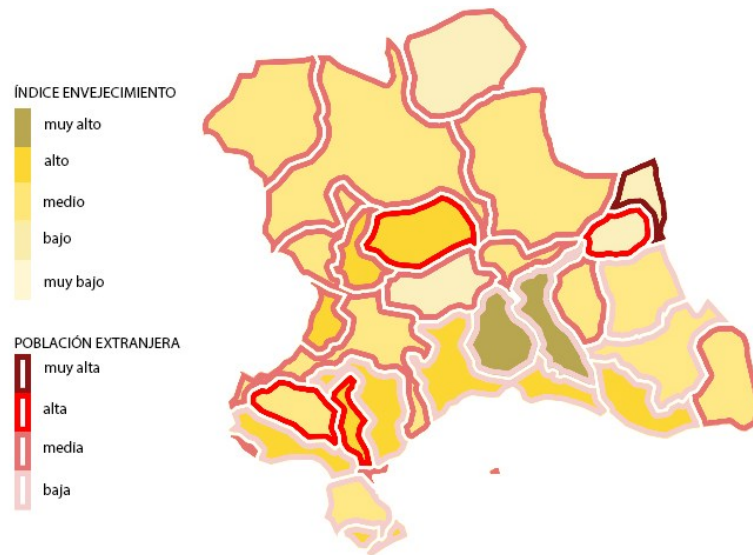 ÍNDICE ENVEJECIMIENTO
muy alto
alto
medio
bajo
muy bajo
POBLACIÓN EXTRANJERA
muy alta
alta
media
baja